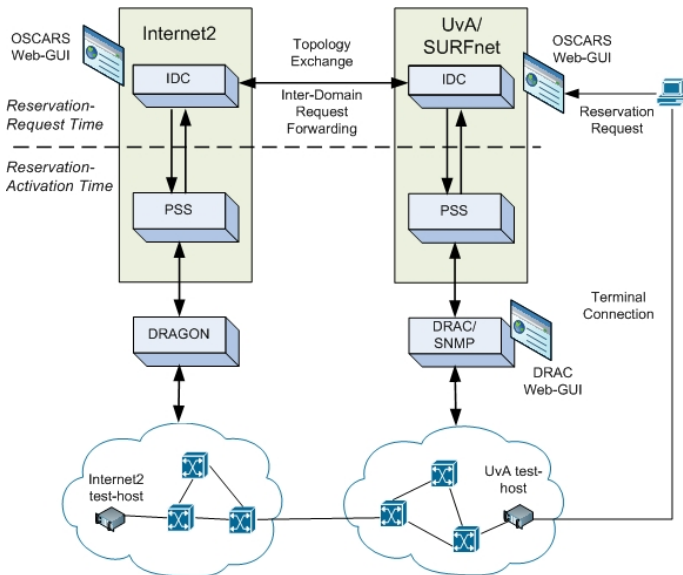 OSCARS
Web-GUI
Internet2
IDC
Topology
Exchange
Inter-Domain
Request
Forwarding
UvA/
SURFnet
IDC
OSCARS
Web-GUI
Reservation
Request
Reservation-
Request Time
Reservation-
Activation Time
PSS
PSS
DRAGON
DRAC/
SNMP
DRAC
Web-GUI
Terminal
Connection
Internet2
test-host
UvA test-
host